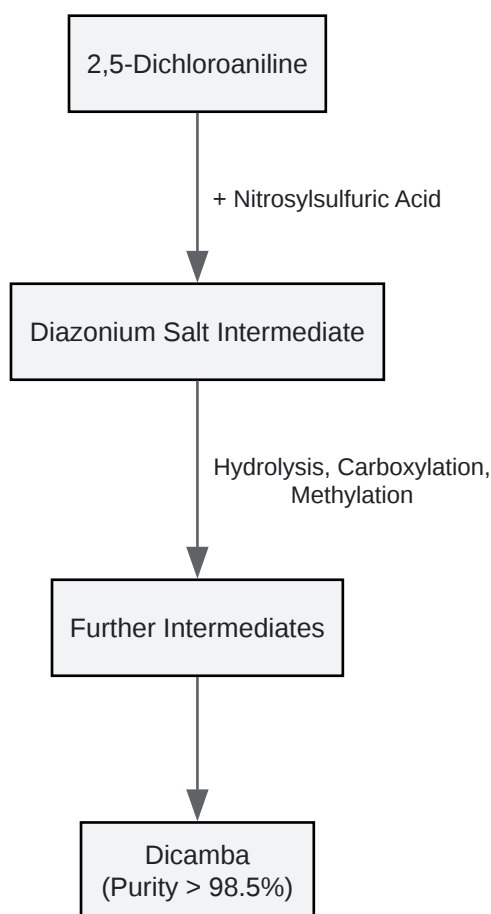 2,5-Dichloroaniline
+ Nitrosylsulfuric Acid
Diazonium Salt Intermediate
Hydrolysis, Carboxylation,
Methylation
Further Intermediates
Dicamba
(Purity > 98.5%)